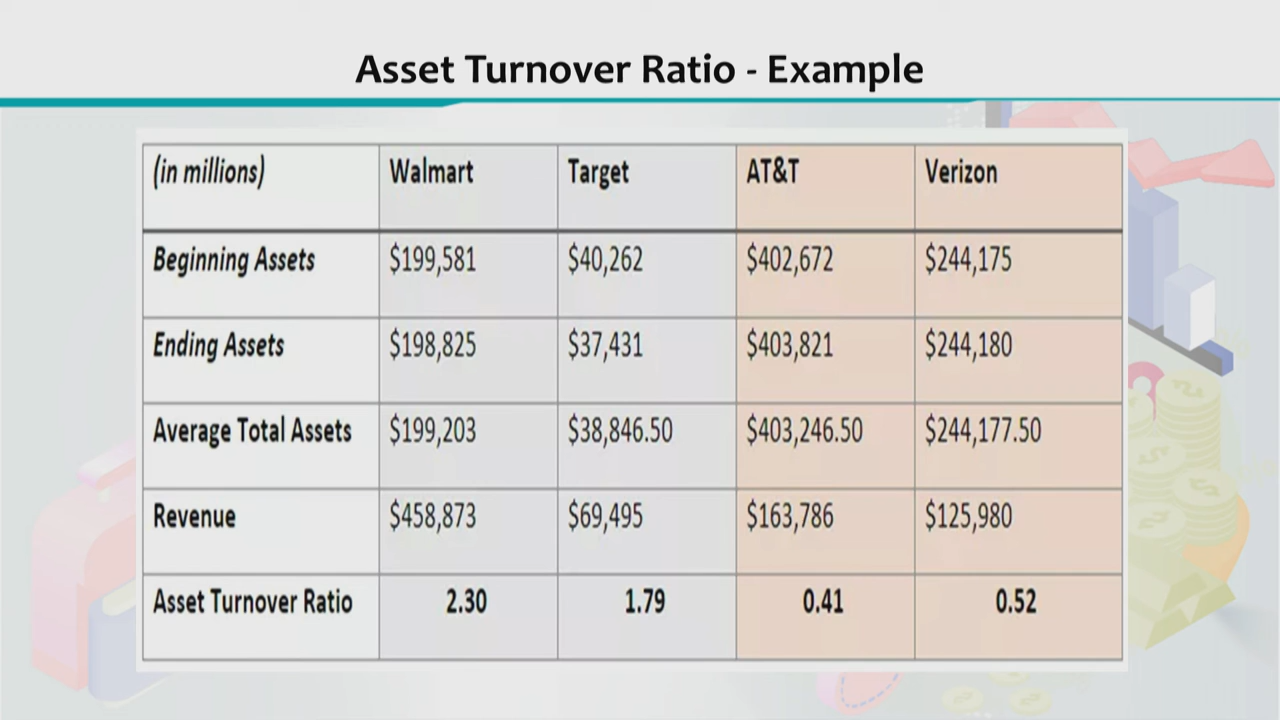 Asset Turnover Ratio - Example
(in millions) Walmart Target AT&T Verizon
Beginning Assets $199,581 $40,262 $402,672 $244,175
Ending Assets $198,825 $37,431 $403,821 $244,180
Average Total Assets $199,203 $38,846.50 $403,246.50 $244,177.50
Revenue $458,873 $69,495 $163,786 $125,980
Asset Turnover Ratio 2.30 1.79 0.41 0.52